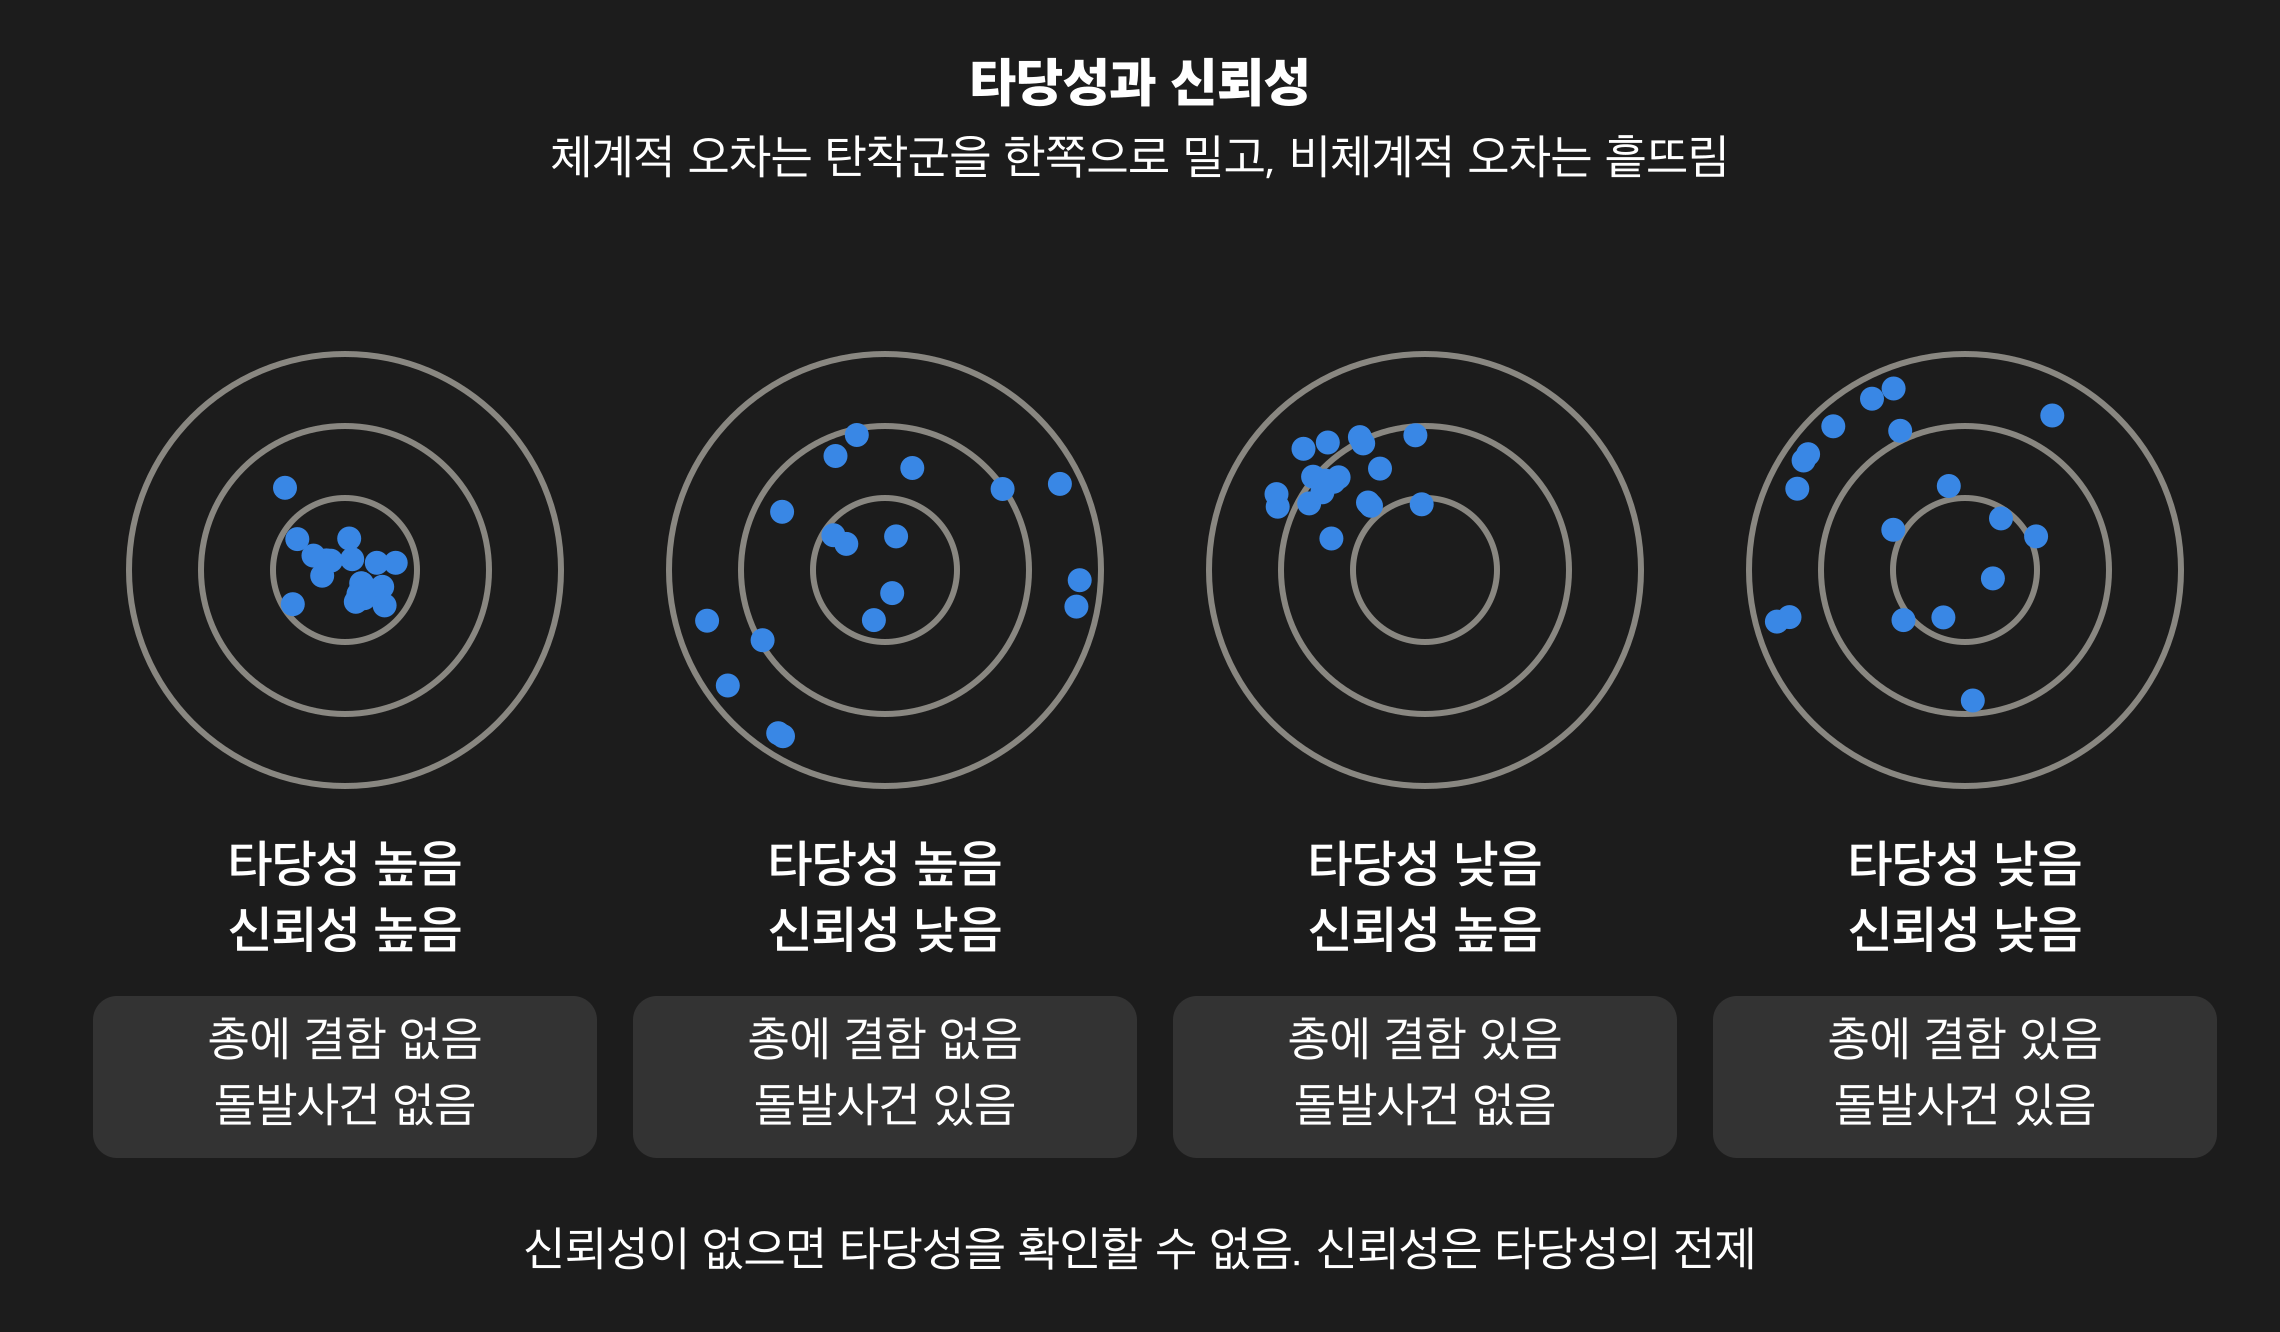 타당성과 신뢰성
체계적 오차는 탄착군을 한쪽으로 밀고, 비체계적 오차는 흩뜨림
타당성 높음
신뢰성 높음
총에 결함 없음
돌발사건 없음
타당성 높음
신뢰성 낮음
총에 결함 없음
돌발사건 있음
타당성 낮음
신뢰성 높음
총에 결함 있음
돌발사건 없음
타당성 낮음
신뢰성 낮음
총에 결함 있음
돌발사건 있음
신뢰성이 없으면 타당성을 확인할 수 없음. 신뢰성은 타당성의 전제